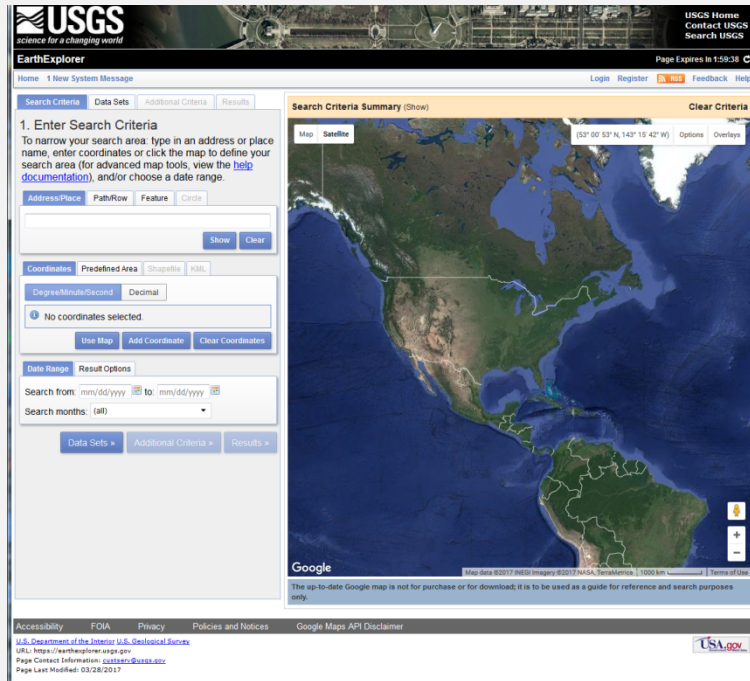 USGS
science for a changing world
USGS Home
Contact USGS
Search USGS
EarthExplorer
Page Expires In 1:59:38
Home 1 New System Message
Login Register RSS Feedback Help
Search Criteria Data Sets Additional Criteria Results
1. Enter Search Criteria
To narrow your search area: type in an address or place
name, enter coordinates or click the map to define your
search area (for advanced map tools, view the help
documentation), and/or choose a date range.
Address/Place Path/Row Feature Circle
Show Clear
Coordinates Predefined Area Shapefile KML
Degree/Minute/Second Decimal
No coordinates selected.
Use Map Add Coordinate Clear Coordinates
Date Range Result Options
Search from: mm/dd/yyyy to: mm/dd/yyyy
Search months: (all)
Data Sets » Additional Criteria » Results »
Search Criteria Summary (Show)
Clear Criteria
Map Satellite
(53° 00' 53" N, 143° 15' 42" W) Options Overlays
Google
Map data ©2017 INEGI Imagery ©2017 NASA, TerraMetrics 1000 km Terms of Use
The up-to-date Google map is not for purchase or for download; it is to be used as a guide for reference and search purposes
only.
Accessibility FOIA Privacy Policies and Notices Google Maps API Disclaimer
U.S. Department of the Interior U.S. Geological Survey
URL: https://earthexplorer.usgs.gov
Page Contact Information: custserv@usgs.gov
Page Last Modified: 03/28/2017
USA.gov